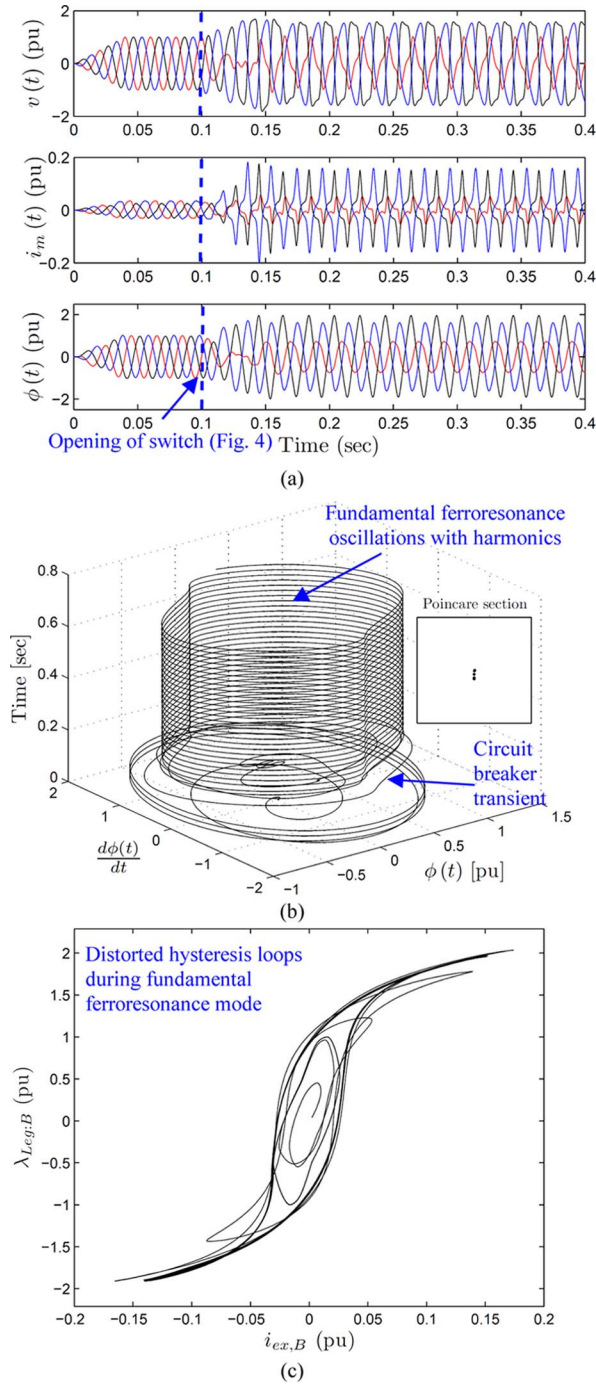 v (t) (pu)
2
0
−2
0 0.05 0.1 0.15 0.2 0.25 0.3 0.35 0.4
i_m (t) (pu)
0.2
0
−0.2
0 0.05 0.1 0.15 0.2 0.25 0.3 0.35 0.4
ϕ (t) (pu)
2
0
−2
0 0.05 0.1 0.15 0.2 0.25 0.3 0.35 0.4
Opening of switch (Fig. 4) Time (sec)
(a)
Fundamental ferroresonance
oscillations with harmonics
Poincare section
Time [sec]
0.8
0.6
0.4
0.2
0
Circuit
breaker
transient
2
1
0
−1
−2
dϕ(t)
dt
−1
−0.5
0
0.5
1
1.5
ϕ (t) [pu]
(b)
Distorted hysteresis loops
during fundamental
ferroresonance mode
λ_Leg:B (pu)
2
1.5
1
0.5
0
−0.5
−1
−1.5
−2
−0.2 −0.15 −0.1 −0.05 0 0.05 0.1 0.15 0.2
i_ex,B (pu)
(c)